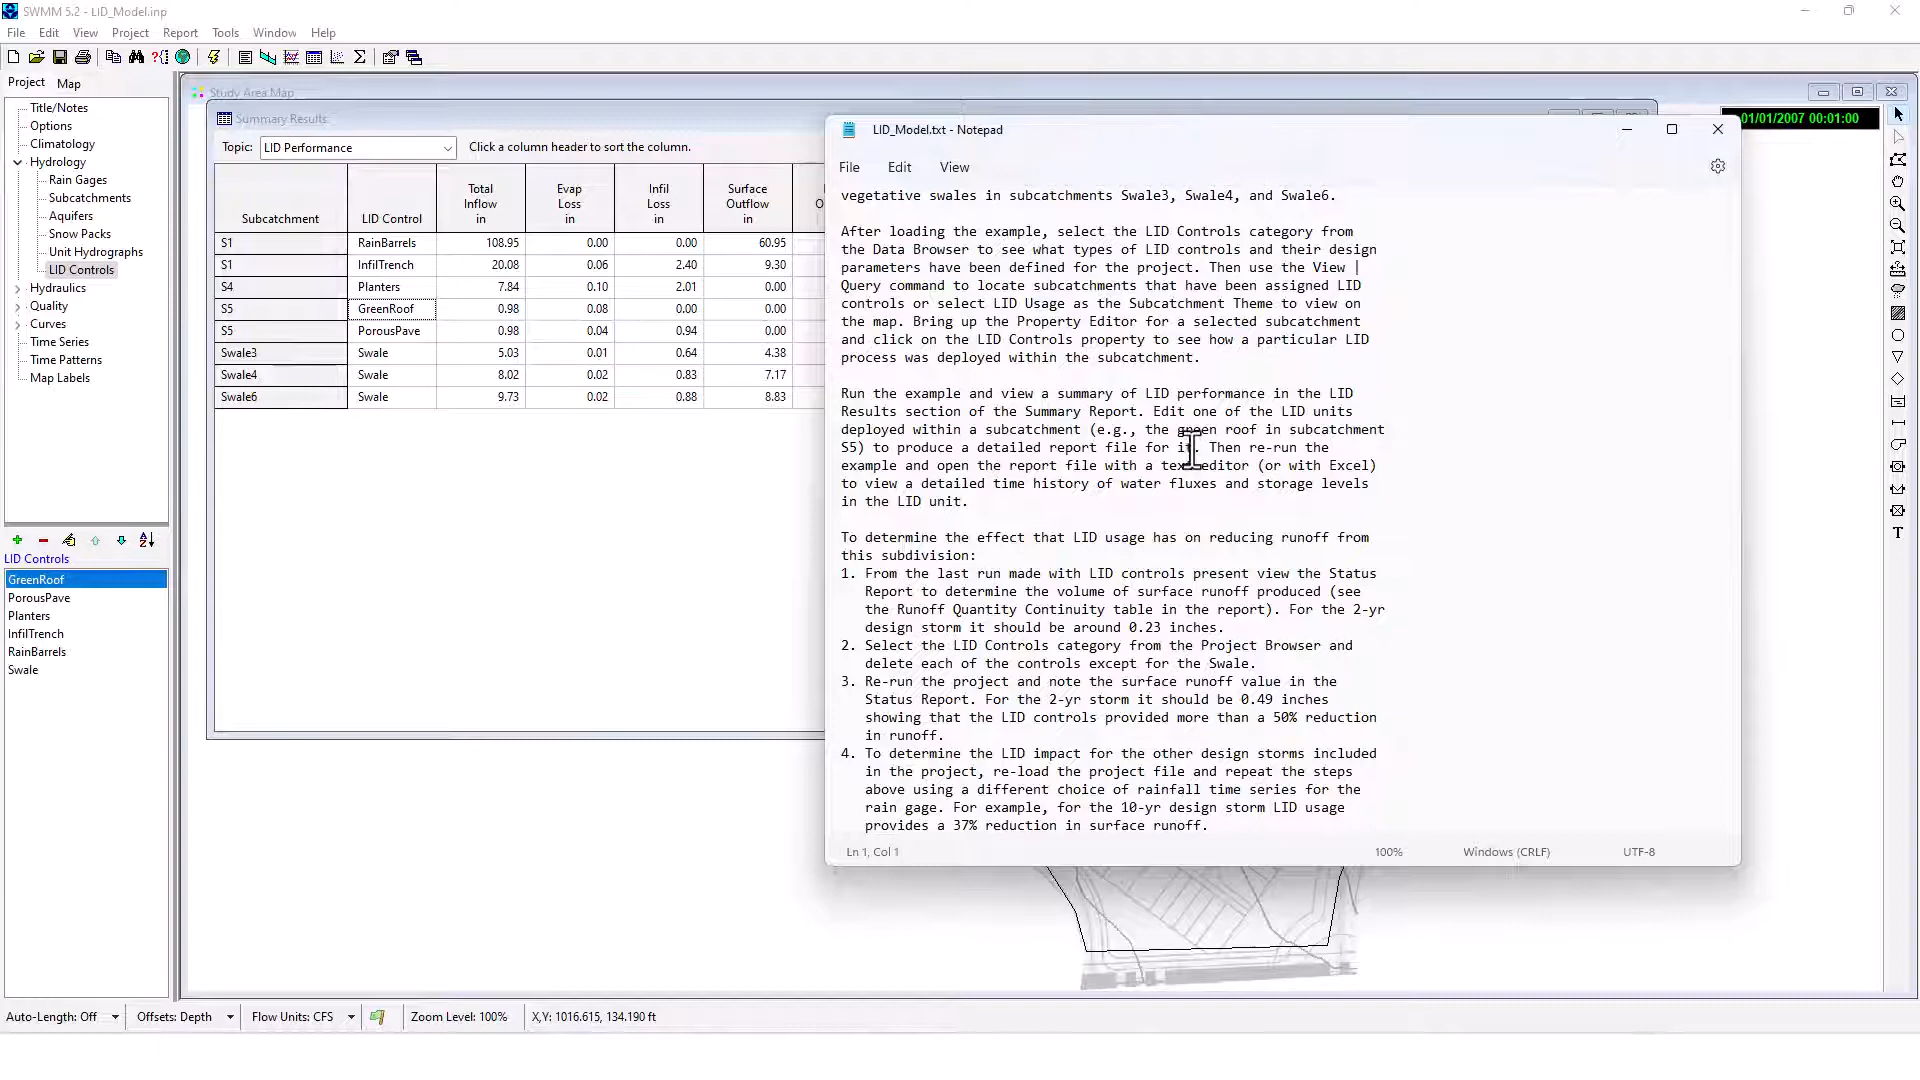 SWMM 5.2 - LID_Model.inp
File Edit View Project Report Tools Window Help
Project Map
Title/Notes
Options
Climatology
Hydrology
Rain Gages
Subcatchments
Aquifers
Snow Packs
Unit Hydrographs
LID Controls
Hydraulics
Quality
Curves
Time Series
Time Patterns
Map Labels
LID Controls
GreenRoof
PorousPave
Planters
InfilTrench
RainBarrels
Swale
Study Area Map
01/01/2007 00:01:00
Summary Results
Topic: LID Performance Click a column header to sort the column.
Subcatchment LID Control Total Inflow in Evap Loss in Infil Loss in Surface Outflow in
S1 RainBarrels 108.95 0.00 0.00 60.95
S1 InfilTrench 20.08 0.06 2.40 9.30
S4 Planters 7.84 0.10 2.01 0.00
S5 GreenRoof 0.98 0.08 0.00 0.00
S5 PorousPave 0.98 0.04 0.94 0.00
Swale3 Swale 5.03 0.01 0.64 4.38
Swale4 Swale 8.02 0.02 0.83 7.17
Swale6 Swale 9.73 0.02 0.88 8.83
LID_Model.txt - Notepad
File Edit View
vegetative swales in subcatchments Swale3, Swale4, and Swale6.
After loading the example, select the LID Controls category from
the Data Browser to see what types of LID controls and their design
parameters have been defined for the project. Then use the View |
Query command to locate subcatchments that have been assigned LID
controls or select LID Usage as the Subcatchment Theme to view on
the map. Bring up the Property Editor for a selected subcatchment
and click on the LID Controls property to see how a particular LID
process was deployed within the subcatchment.
Run the example and view a summary of LID performance in the LID
Results section of the Summary Report. Edit one of the LID units
deployed within a subcatchment (e.g., the green roof in subcatchment
S5) to produce a detailed report file for it. Then re-run the
example and open the report file with a text editor (or with Excel)
to view a detailed time history of water fluxes and storage levels
in the LID unit.
To determine the effect that LID usage has on reducing runoff from
this subdivision:
1. From the last run made with LID controls present view the Status
Report to determine the volume of surface runoff produced (see
the Runoff Quantity Continuity table in the report). For the 2-yr
design storm it should be around 0.23 inches.
2. Select the LID Controls category from the Project Browser and
delete each of the controls except for the Swale.
3. Re-run the project and note the surface runoff value in the
Status Report. For the 2-yr storm it should be 0.49 inches
showing that the LID controls provided more than a 50% reduction
in runoff.
4. To determine the LID impact for the other design storms included
in the project, re-load the project file and repeat the steps
above using a different choice of rainfall time series for the
rain gage. For example, for the 10-yr design storm LID usage
provides a 37% reduction in surface runoff.
Ln 1, Col 1 100% Windows (CRLF) UTF-8
Auto-Length: Off Offsets: Depth Flow Units: CFS Zoom Level: 100% X,Y: 1016.615, 134.190 ft